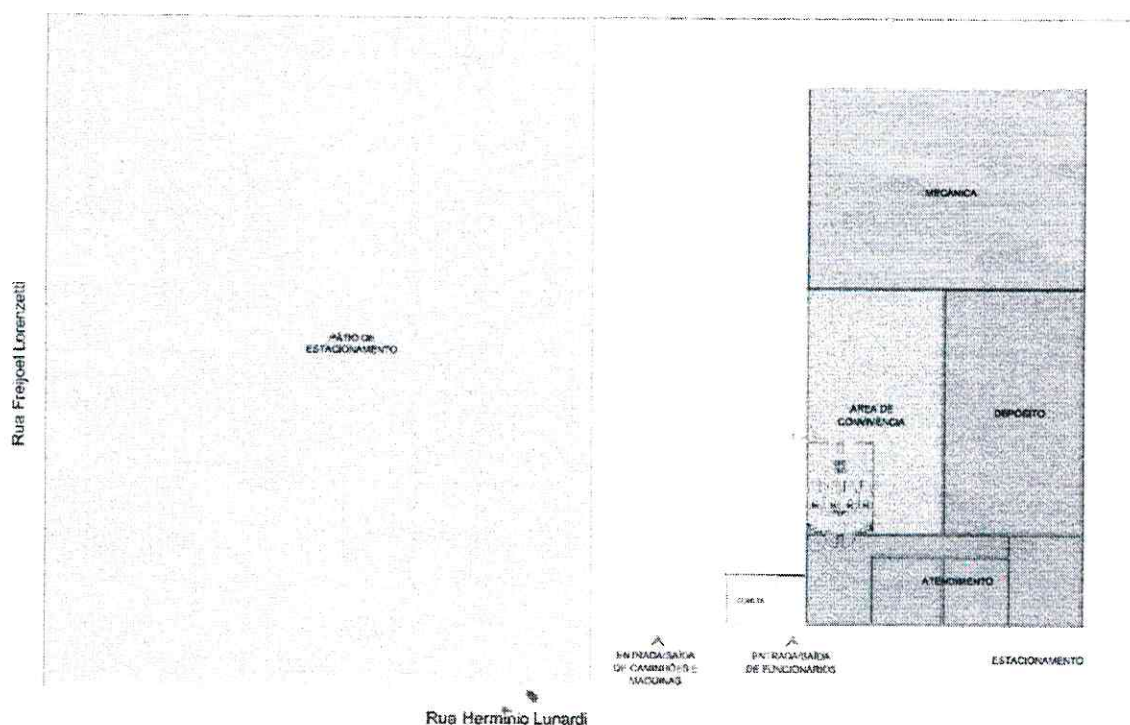 MECÂNICA
Rua Freijoel Lorenzetti
PÁTIO DE
ESTACIONAMENTO
ÁREA DE
CONVIVÊNCIA
DEPÓSITO
ATENDIMENTO
ENTRADA/SAÍDA
DE CAMINHÕES E
MÁQUINAS
ENTRADA/SAÍDA
DE FUNCIONÁRIOS
ESTACIONAMENTO
Rua Herminio Lunardi